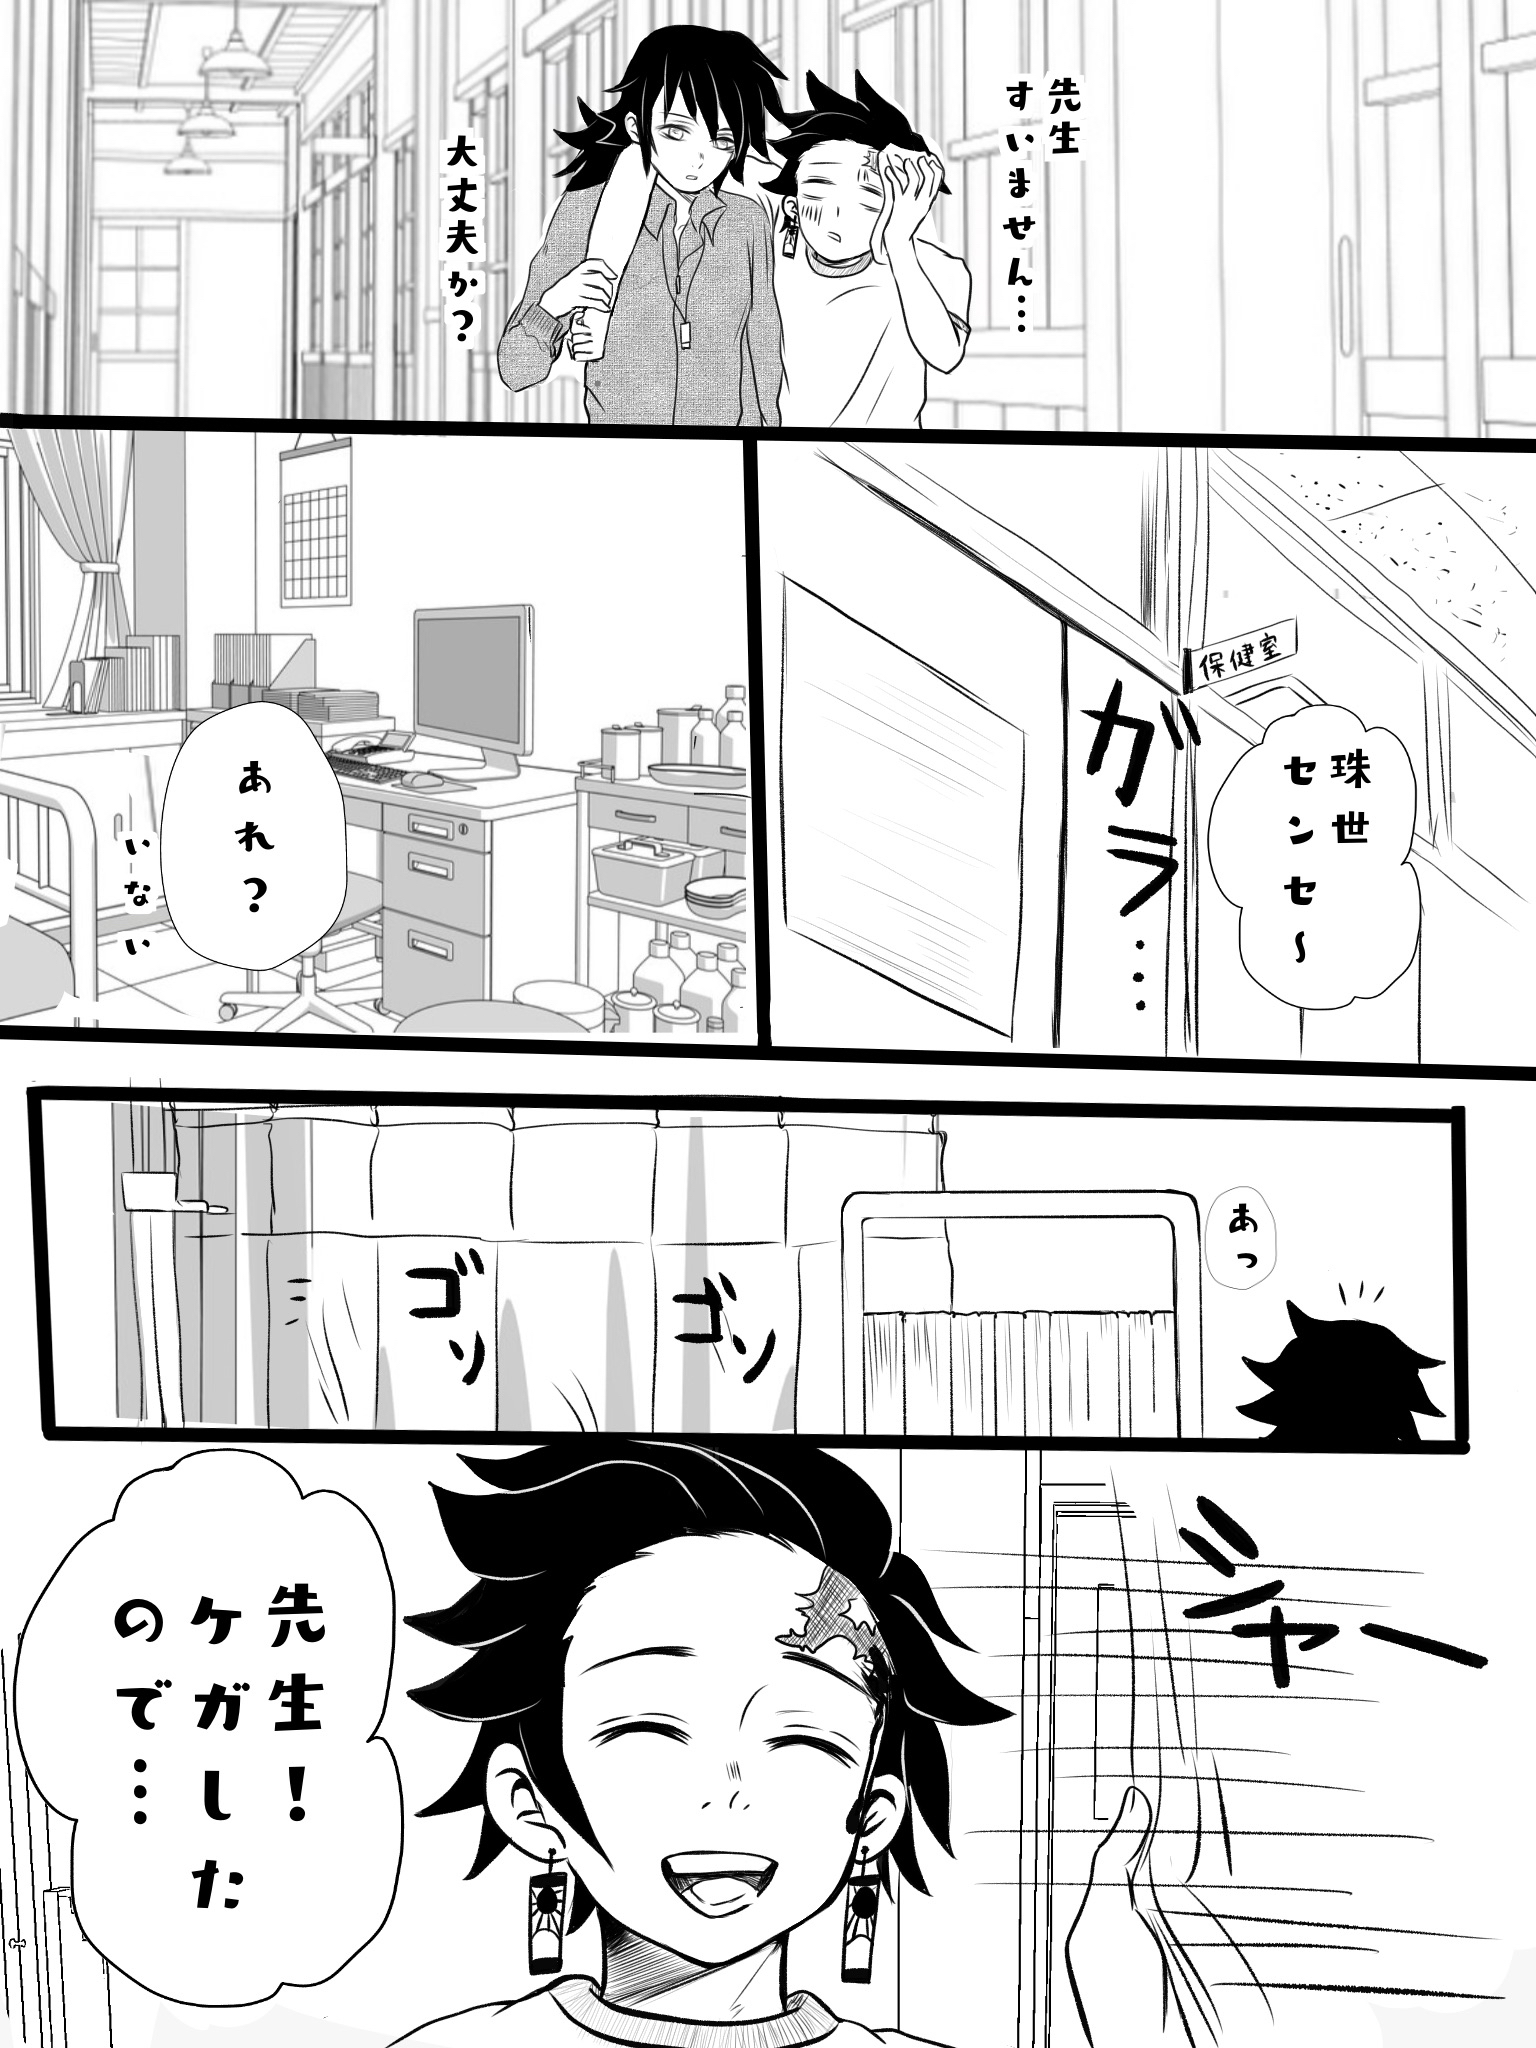 先生
すいません…
大丈夫か？
保健室
珠世
センセ～
ガラ…
あれ？
いない
あっ
ゴソ
ゴソ
シャー
先生！
ケガした
ので…